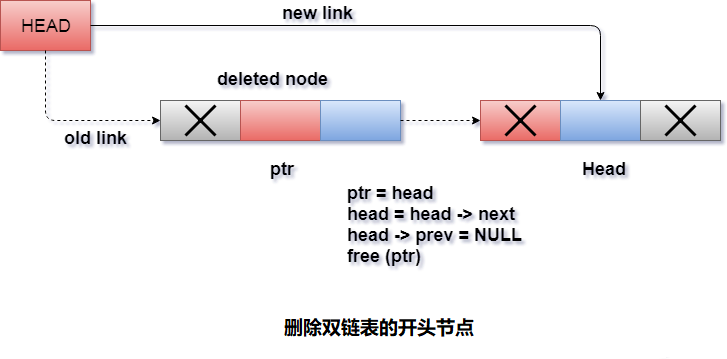 HEAD
new link
deleted node
old link
ptr
Head
ptr = head
head = head -> next
head -> prev = NULL
free (ptr)
删除双链表的开头节点